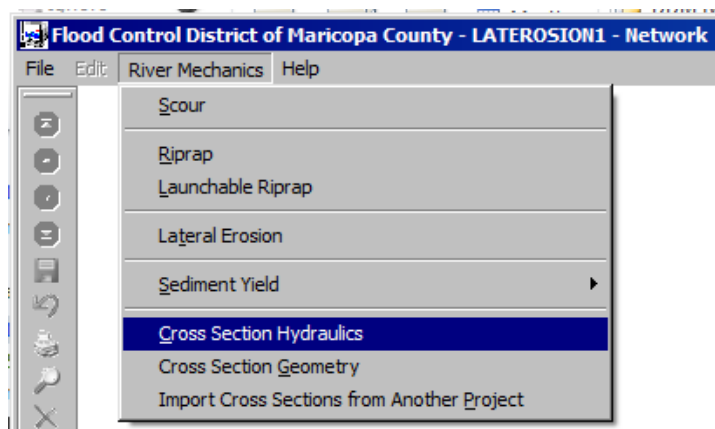 Flood Control District of Maricopa County - LATEROSION1 - Network
File Edit River Mechanics Help
Scour
Riprap
Launchable Riprap
Lateral Erosion
Sediment Yield
Cross Section Hydraulics
Cross Section Geometry
Import Cross Sections from Another Project